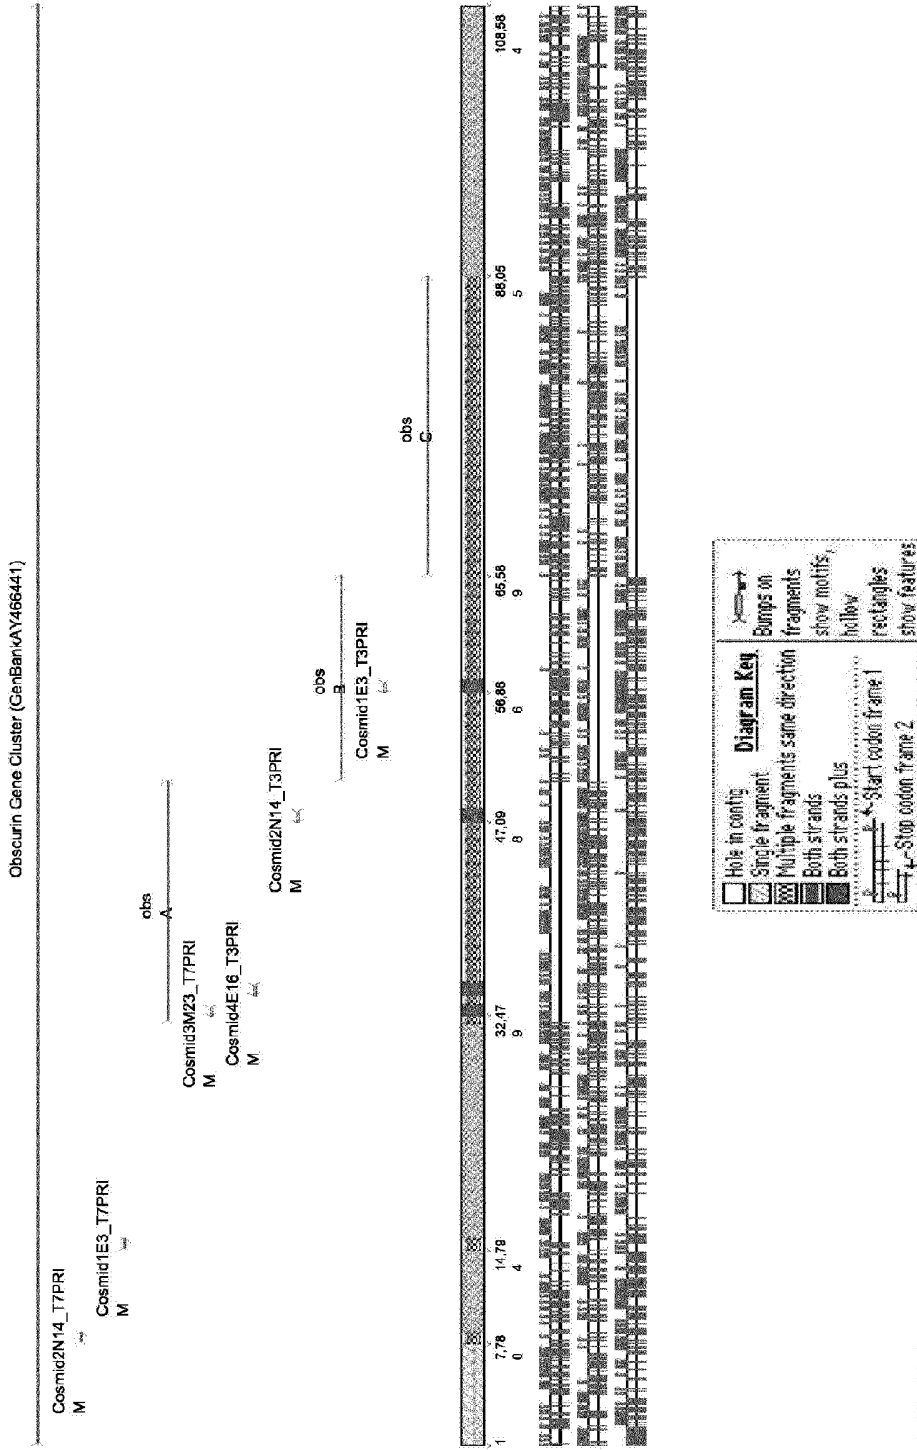 Obscurin Gene Cluster (GenBankAY466441)
Cosmid2N14_T7PRI
M
Cosmid1E3_T7PRI
M
obs
A
Cosmid3M23_T7PRI
M
Cosmid4E16_T3PRI
M
Cosmid2N14_T3PRI
M
obs
B
Cosmid1E3_T3PRI
M
obs
C
1
7,78
0
14,79
4
32,47
9
47,09
8
56,88
6
65,58
9
88,05
5
108,58
4
Diagram Key
Hole in contig
Single fragment
Multiple fragments same direction
Both strands
Both strands plus
Start codon frame 1
Stop codon frame 2
Bumps on
fragments
show motifs,
hollow
rectangles
show features